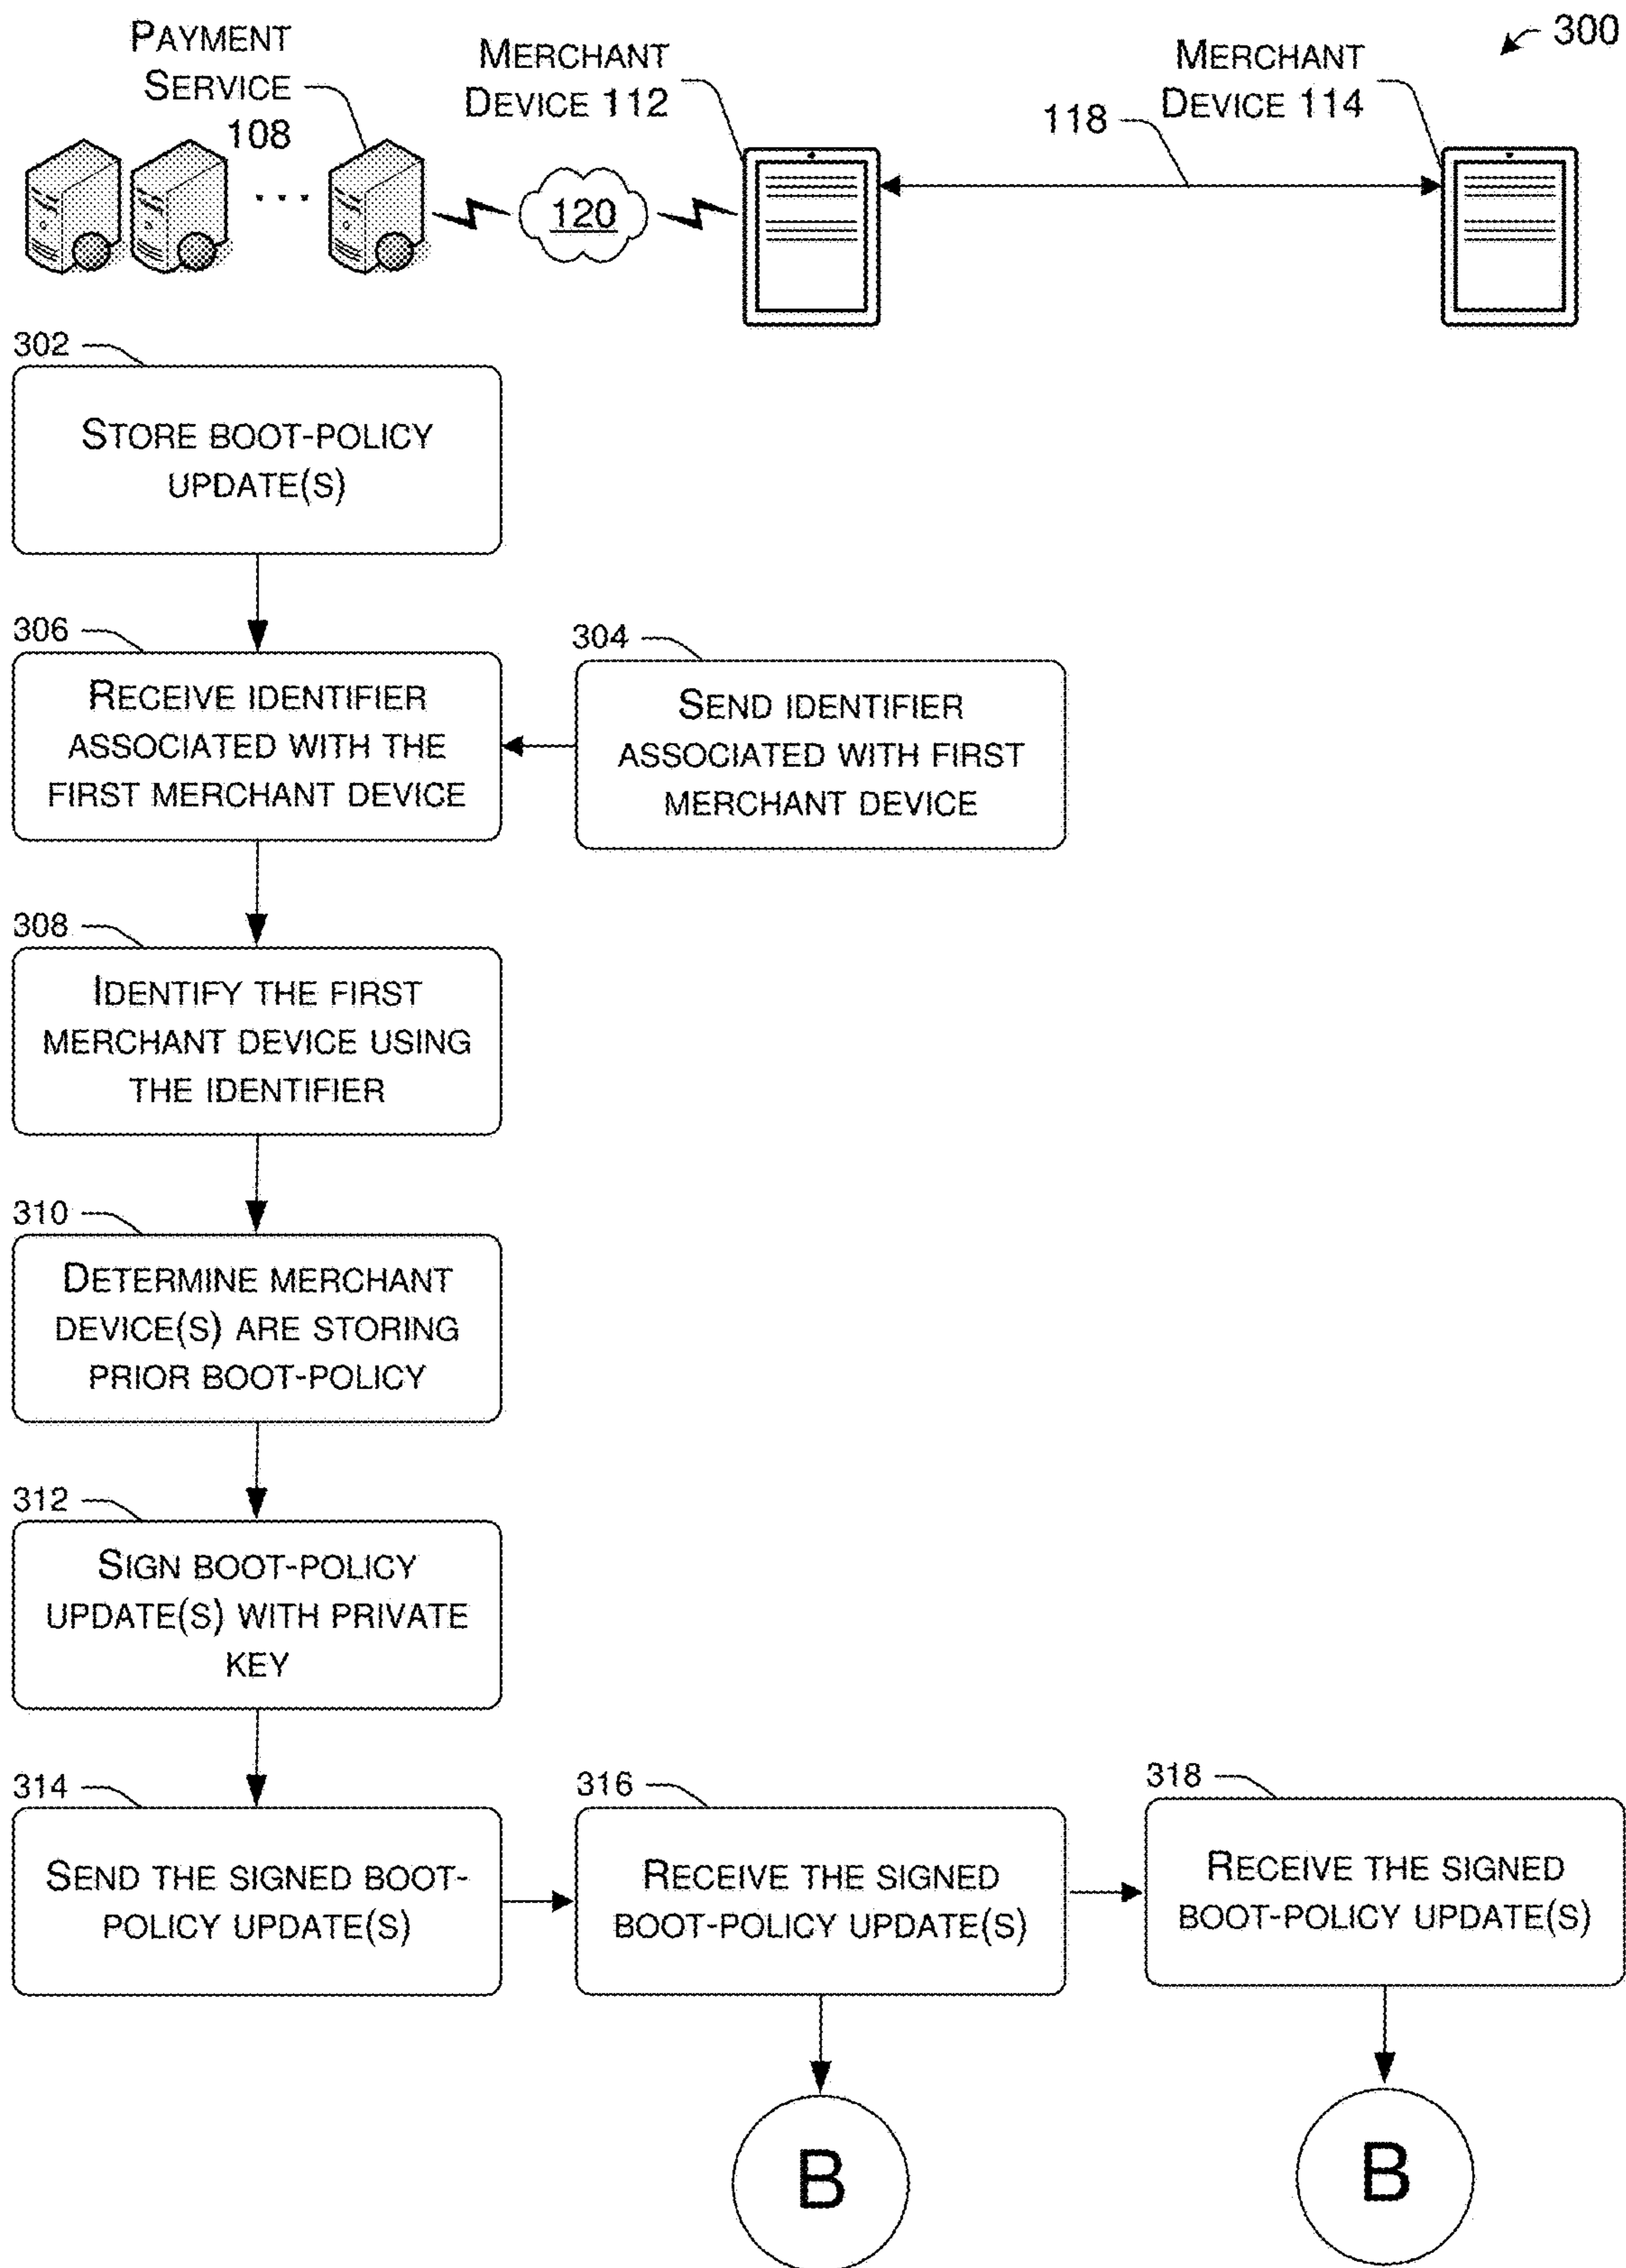 PAYMENT
SERVICE
108
MERCHANT
DEVICE 112
118
MERCHANT
DEVICE 114
300
120
302
STORE BOOT-POLICY
UPDATE(S)
306
RECEIVE IDENTIFIER
ASSOCIATED WITH THE
FIRST MERCHANT DEVICE
304
SEND IDENTIFIER
ASSOCIATED WITH FIRST
MERCHANT DEVICE
308
IDENTIFY THE FIRST
MERCHANT DEVICE USING
THE IDENTIFIER
310
DETERMINE MERCHANT
DEVICE(S) ARE STORING
PRIOR BOOT-POLICY
312
SIGN BOOT-POLICY
UPDATE(S) WITH PRIVATE
KEY
314
SEND THE SIGNED BOOT-
POLICY UPDATE(S)
316
RECEIVE THE SIGNED
BOOT-POLICY UPDATE(S)
318
RECEIVE THE SIGNED
BOOT-POLICY UPDATE(S)
B
B